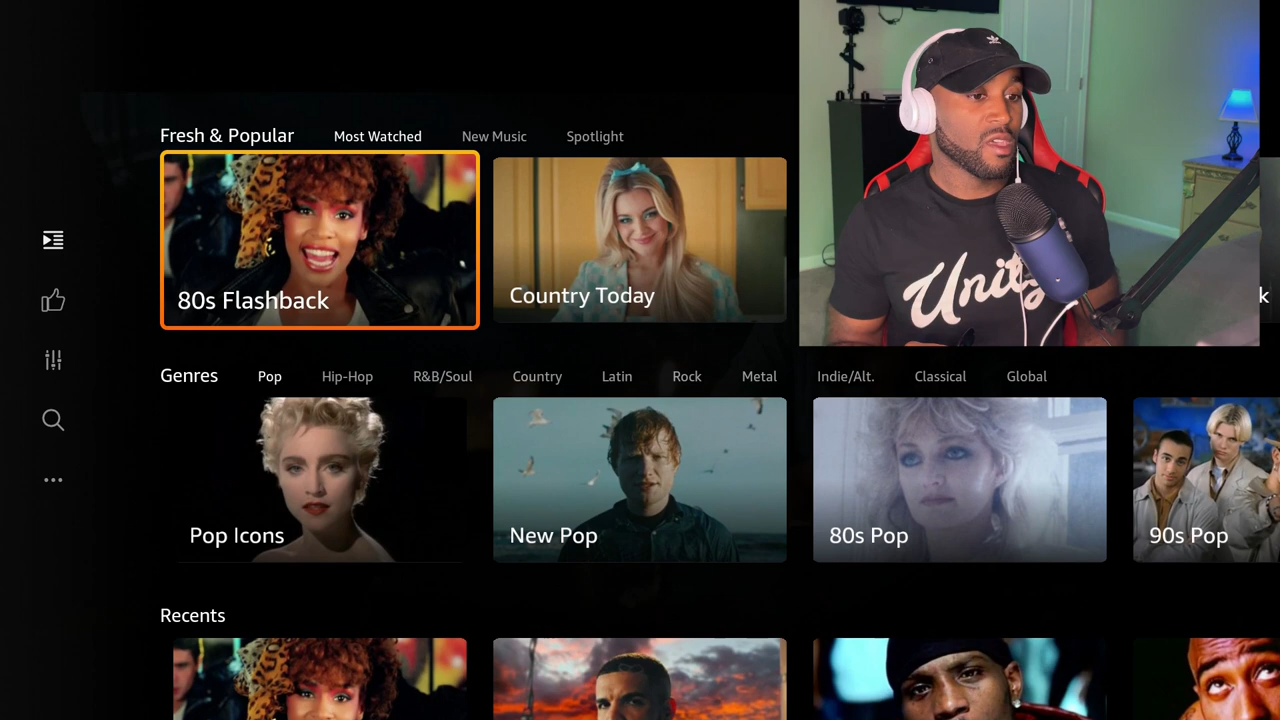 Fresh & Popular Most Watched New Music Spotlight
80s Flashback
Country Today
k
Unity
Genres Pop Hip-Hop R&B/Soul Country Latin Rock Metal Indie/Alt. Classical Global
Pop Icons
New Pop
80s Pop
90s Pop
Recents